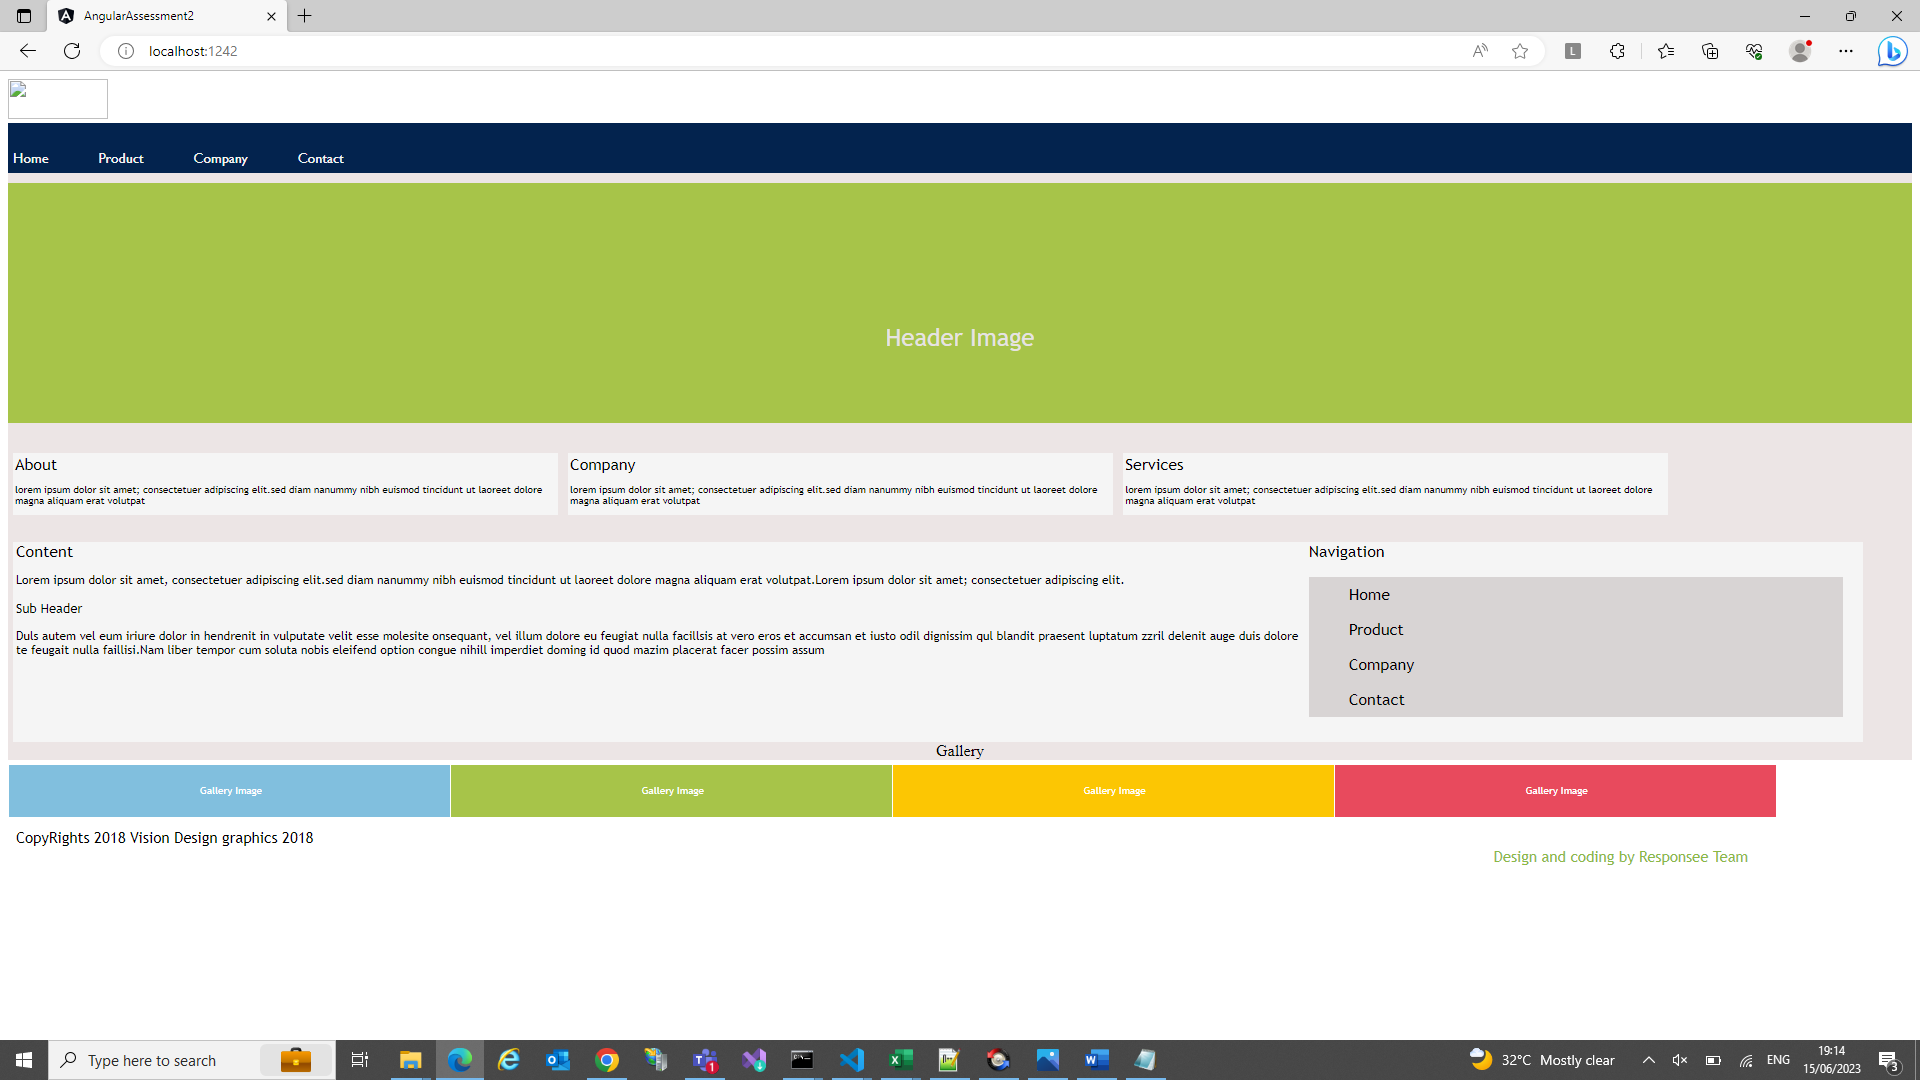 AngularAssessment2
localhost:1242
L
Home Product Company Contact
Header Image
About
lorem ipsum dolor sit amet; consectetuer adipiscing elit.sed diam nanummy nibh euismod tincidunt ut laoreet dolore
magna aliquam erat volutpat
Company
lorem ipsum dolor sit amet; consectetuer adipiscing elit.sed diam nanummy nibh euismod tincidunt ut laoreet dolore
magna aliquam erat volutpat
Services
lorem ipsum dolor sit amet; consectetuer adipiscing elit.sed diam nanummy nibh euismod tincidunt ut laoreet dolore
magna aliquam erat volutpat
Content
Lorem ipsum dolor sit amet, consectetuer adipiscing elit.sed diam nanummy nibh euismod tincidunt ut laoreet dolore magna aliquam erat volutpat.Lorem ipsum dolor sit amet; consectetuer adipiscing elit.
Sub Header
Duls autem vel eum iriure dolor in hendrenit in vulputate velit esse molesite onsequant, vel illum dolore eu feugiat nulla facillsis at vero eros et accumsan et iusto odil dignissim qul blandit praesent luptatum zzril delenit auge duis dolore
te feugait nulla faillisi.Nam liber tempor cum soluta nobis eleifend option congue nihill imperdiet doming id quod mazim placerat facer possim assum
Navigation
Home
Product
Company
Contact
Gallery
Gallery Image Gallery Image Gallery Image Gallery Image
CopyRights 2018 Vision Design graphics 2018
Design and coding by Responsee Team
Type here to search
1
32°C Mostly clear
ENG
19:14
15/06/2023
3